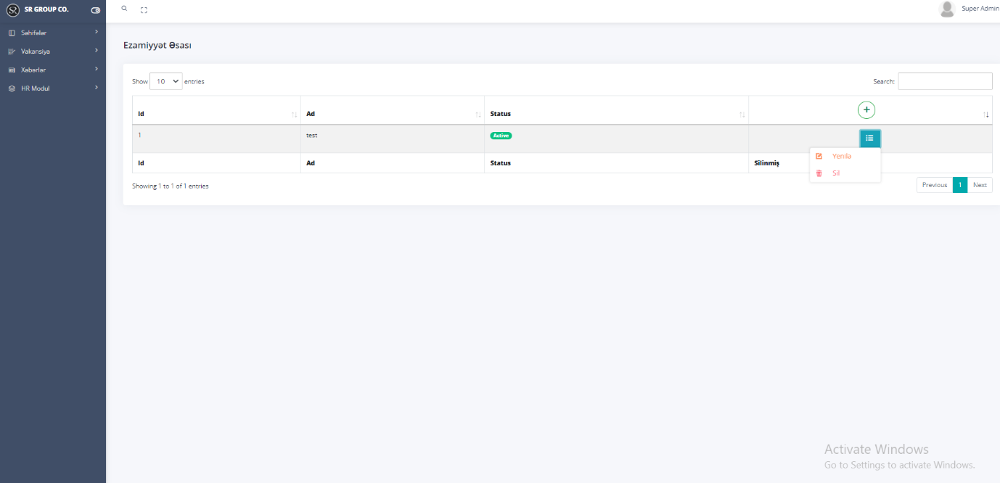 SR GROUP CO.
Super Admin
Səhifələr
Vakansiya
Xəbərlər
HR Modul
Ezamiyyət Əsası
Show 10 entries
Search:
Id Ad Status
1 test Active
Yenilə
Sil
Id Ad Status Silinmiş
Showing 1 to 1 of 1 entries
Previous 1 Next
Activate Windows
Go to Settings to activate Windows.